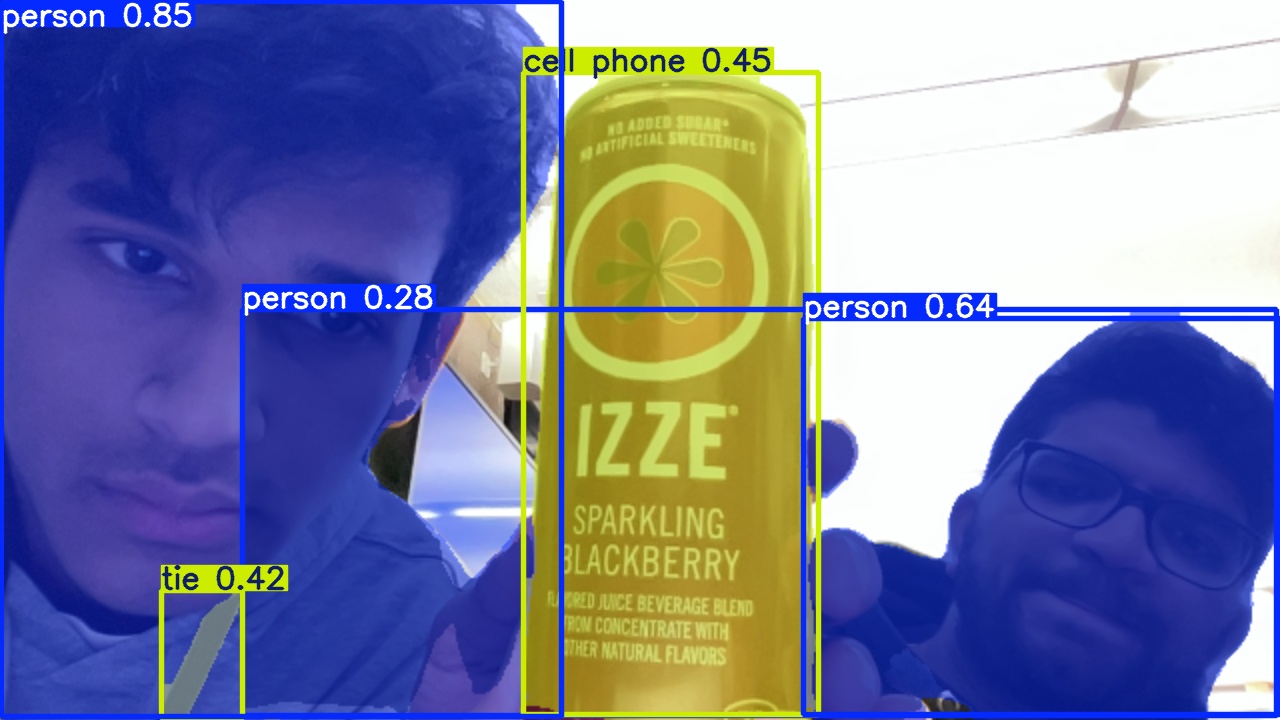 person 0.85
cell phone 0.45
NO ADDED SUGAR*
NO ARTIFICIAL SWEETENERS
person 0.28
person 0.64
IZZE®
SPARKLING
BLACKBERRY
tie 0.42
FLAVORED JUICE BEVERAGE BLEND
FROM CONCENTRATE WITH
OTHER NATURAL FLAVORS